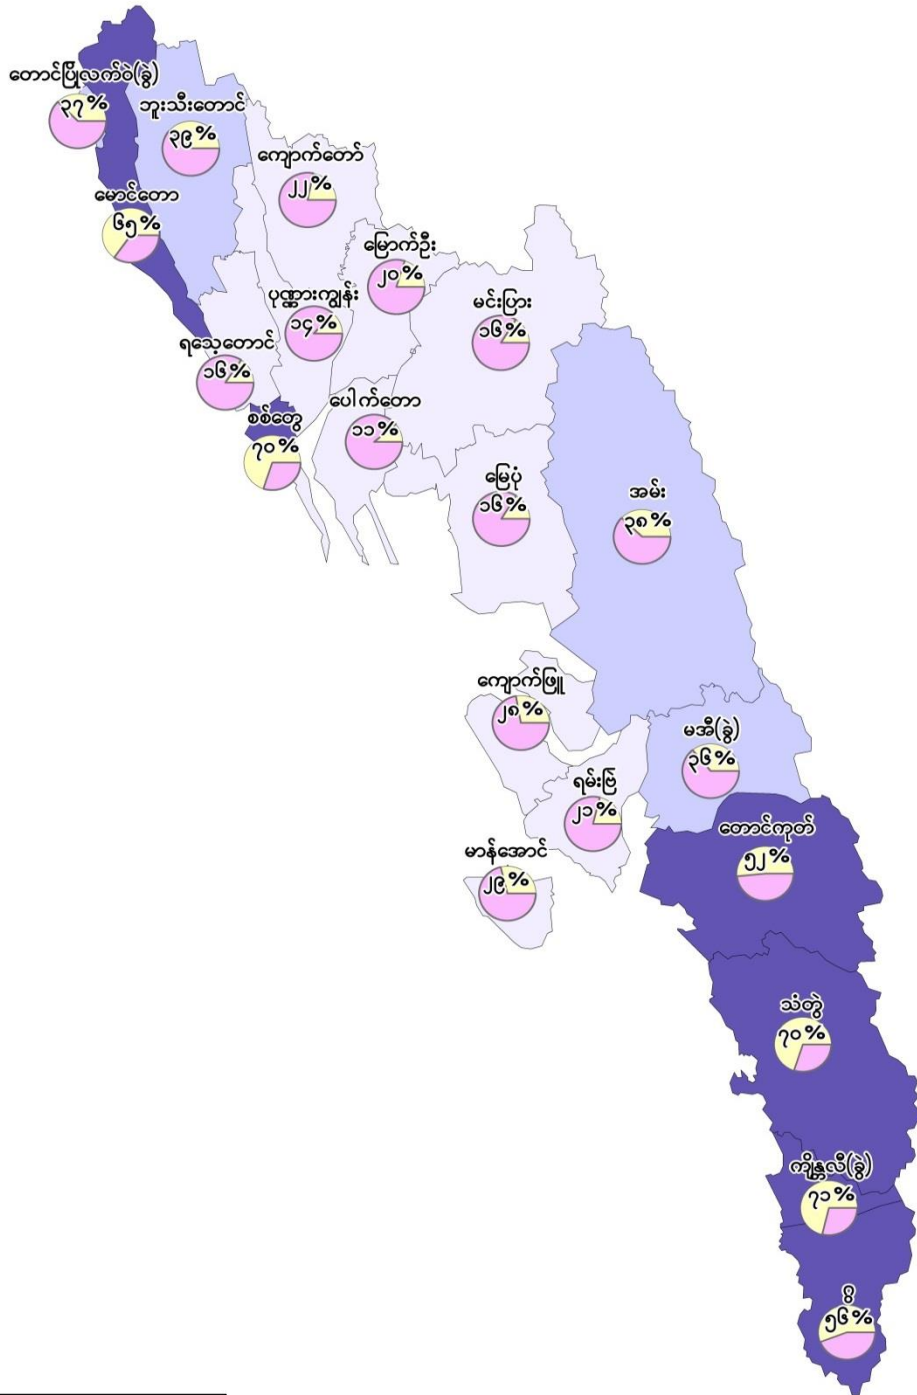 တောင်ပြိုလက်ဝဲ(ခွဲ)
၃၇%
ဘူးသီးတောင်
၃၉%
ကျောက်တော်
၂၂%
မောင်တော
၆၅%
မြောက်ဦး
၂၀%
ပုဏ္ဏားကျွန်း
၁၄%
မင်းပြား
၁၆%
ရသေ့တောင်
၁၆%
ပေါက်တော
၁၁%
စစ်တွေ
၇၀%
မြေပုံ
၁၆%
အမ်း
၃၈%
ကျောက်ဖြူ
၂၈%
မအီ(ခွဲ)
၃၆%
ရမ်းဗြဲ
၂၁%
တောင်ကုတ်
၅၂%
မာန်အောင်
၂၉%
သံတွဲ
၇၀%
ကျိန္တလီ(ခွဲ)
၇၁%
ဂွ
၅၆%